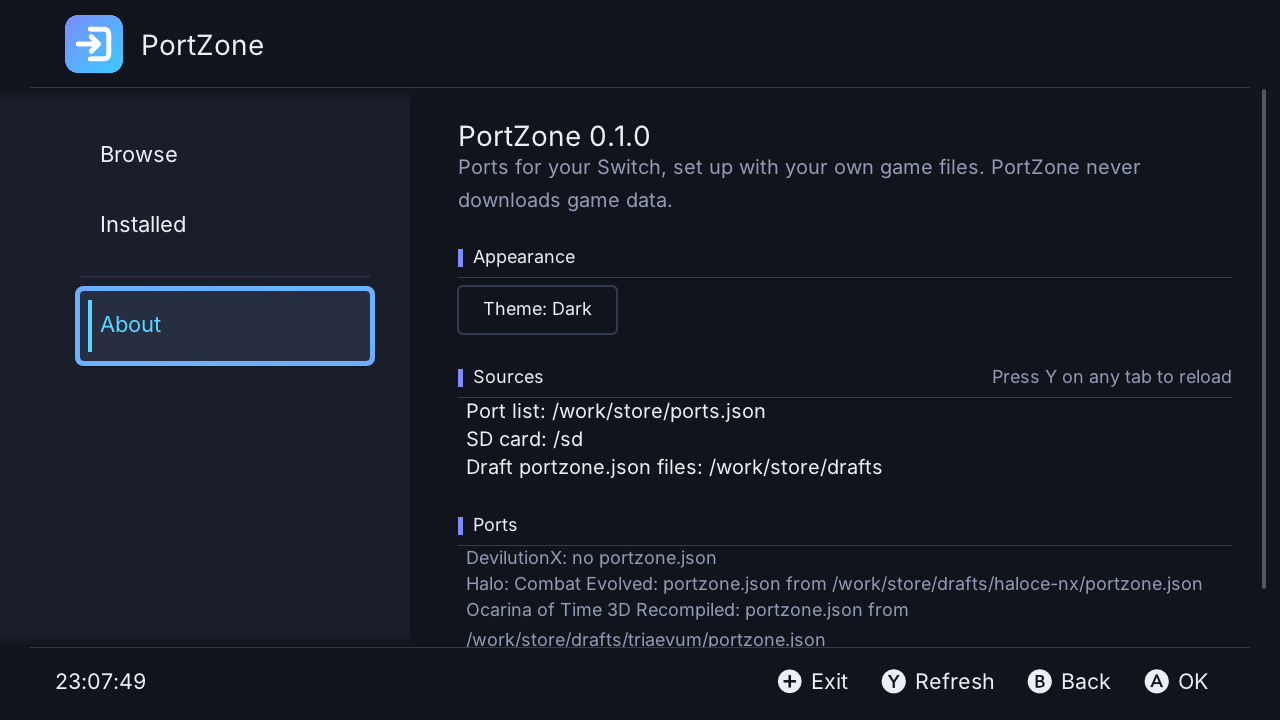 PortZone
Browse
Installed
About
PortZone 0.1.0
Ports for your Switch, set up with your own game files. PortZone never
downloads game data.
Appearance
Theme: Dark
Sources
Press Y on any tab to reload
Port list: /work/store/ports.json
SD card: /sd
Draft portzone.json files: /work/store/drafts
Ports
DevilutionX: no portzone.json
Halo: Combat Evolved: portzone.json from /work/store/drafts/haloce-nx/portzone.json
Ocarina of Time 3D Recompiled: portzone.json from
/work/store/drafts/triaevum/portzone.json
23:07:49
+ Exit
Y Refresh
B Back
A OK